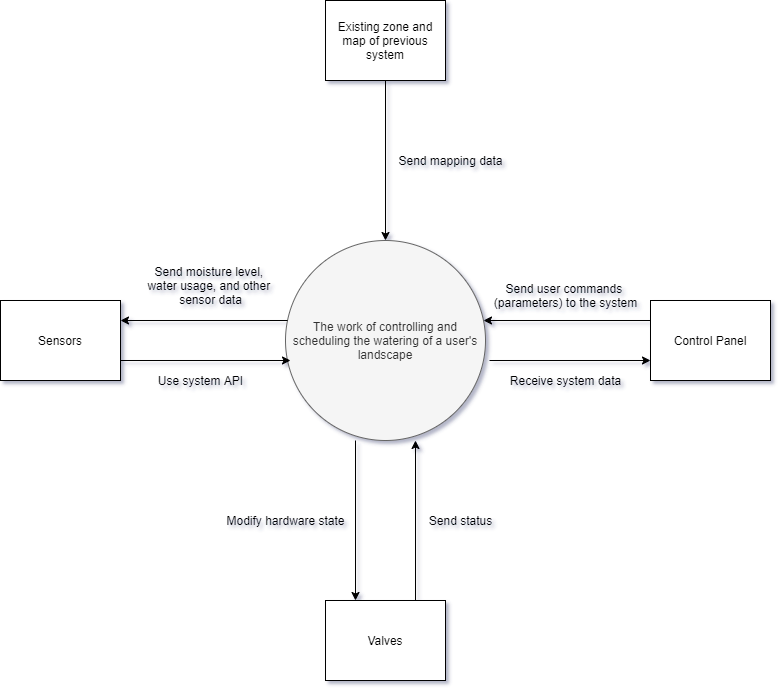 Existing zone and
map of previous
system
Send mapping data
Send moisture level,
water usage, and other
sensor data
Send user commands
(parameters) to the system
Sensors
The work of controlling and
scheduling the watering of a user's
landscape
Control Panel
Use system API
Receive system data
Modify hardware state
Send status
Valves